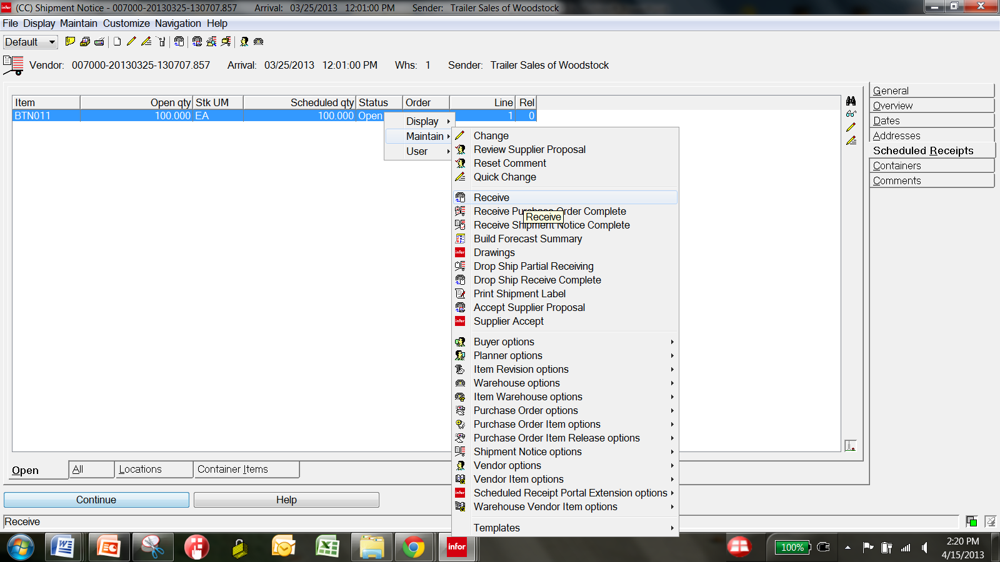 infor (CC) Shipment Notice - 007000-20130325-130707.857 Arrival: 03/25/2013 12:01:00 PM Sender: Trailer Sales of Woodstock
File Display Maintain Customize Navigation Help
Default
Vendor: 007000-20130325-130707.857 Arrival: 03/25/2013 12:01:00 PM Whs: 1 Sender: Trailer Sales of Woodstock
Item Open qty Stk UM Scheduled qty Status Order Line Rel
BTN011 100.000 EA 100.000 Open 1 0
Display
Maintain
User
Change
Review Supplier Proposal
Reset Comment
Quick Change
Receive
Receive Purchase Order Complete
Receive
Receive Shipment Notice Complete
Build Forecast Summary
infor Drawings
Drop Ship Partial Receiving
Drop Ship Receive Complete
Print Shipment Label
Accept Supplier Proposal
infor Supplier Accept
Buyer options
Planner options
Item Revision options
Warehouse options
Item Warehouse options
Purchase Order options
Purchase Order Item options
Purchase Order Item Release options
Shipment Notice options
Vendor options
Vendor Item options
infor Scheduled Receipt Portal Extension options
Warehouse Vendor Item options
Templates
General
Overview
Dates
Addresses
Scheduled Receipts
Containers
Comments
Open All Locations Container Items
Continue Help
Receive
infor
100%
2:20 PM
4/15/2013